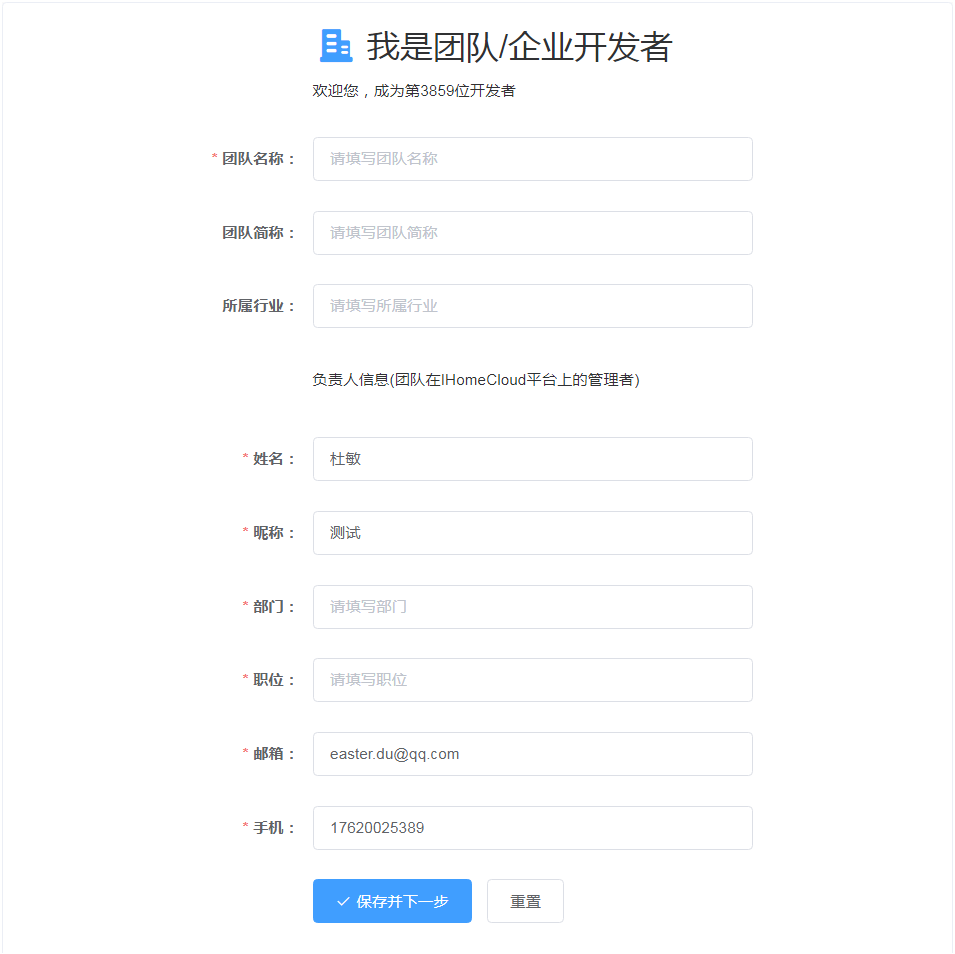 我是团队/企业开发者
欢迎您，成为第3859位开发者
* 团队名称： 请填写团队名称
团队简称： 请填写团队简称
所属行业： 请填写所属行业
负责人信息(团队在IHomeCloud平台上的管理者)
* 姓名： 杜敏
* 昵称： 测试
* 部门： 请填写部门
* 职位： 请填写职位
* 邮箱： easter.du@qq.com
* 手机： 17620025389
保存并下一步 重置